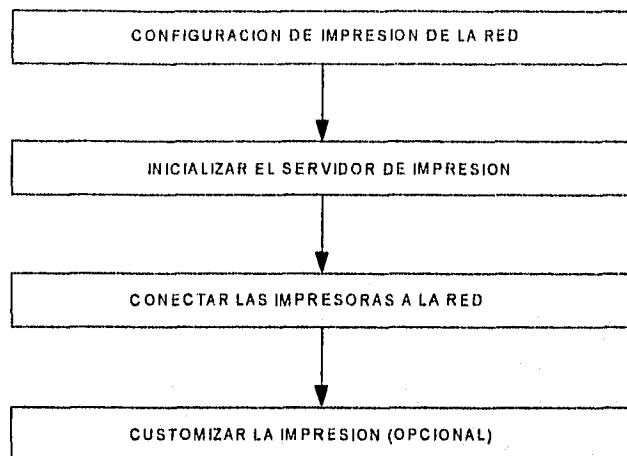 CONFIGURACION DE IMPRESION DE LA RED
INICIALIZAR EL SERVIDOR DE IMPRESION
CONECTAR LAS IMPRESORAS A LA RED
CUSTOMIZAR LA IMPRESION (OPCIONAL)